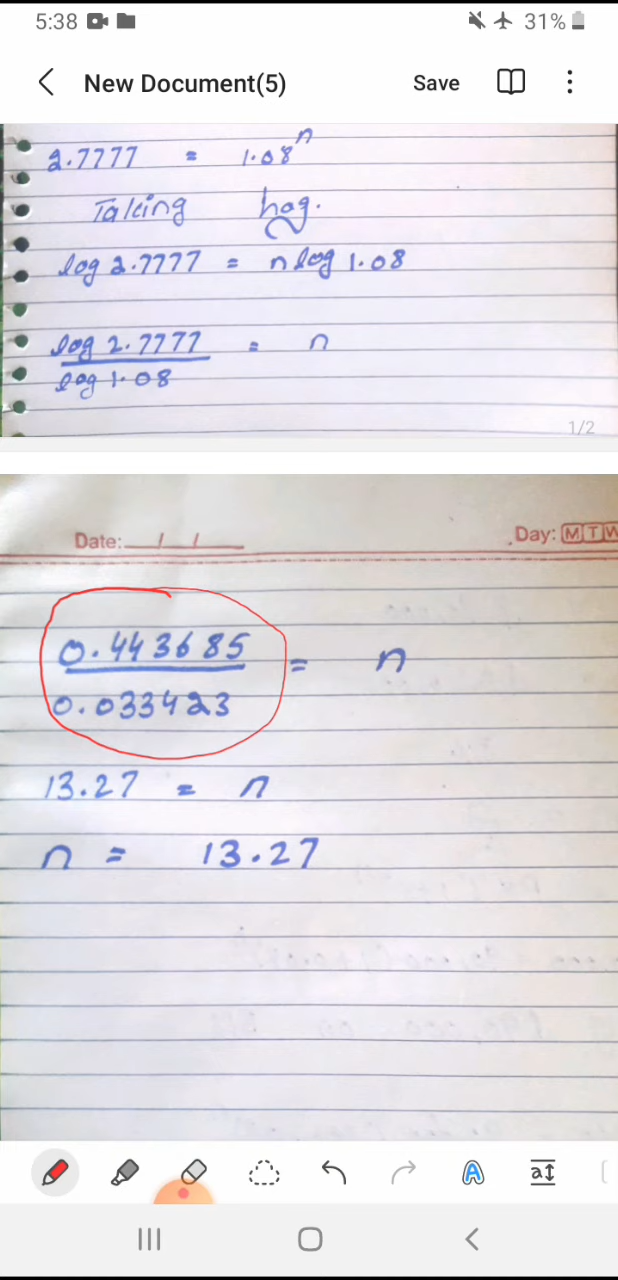 5:38 31%
New Document(5) Save
2.7777 = 1.08ⁿ
Taking Log.
log 2.7777 = n log 1.08
log 2.7777 = n
log 1.08
1/2
Date: / / Day: M T W
0.443685 = n
0.033423
13.27 = n
n = 13.27
A a